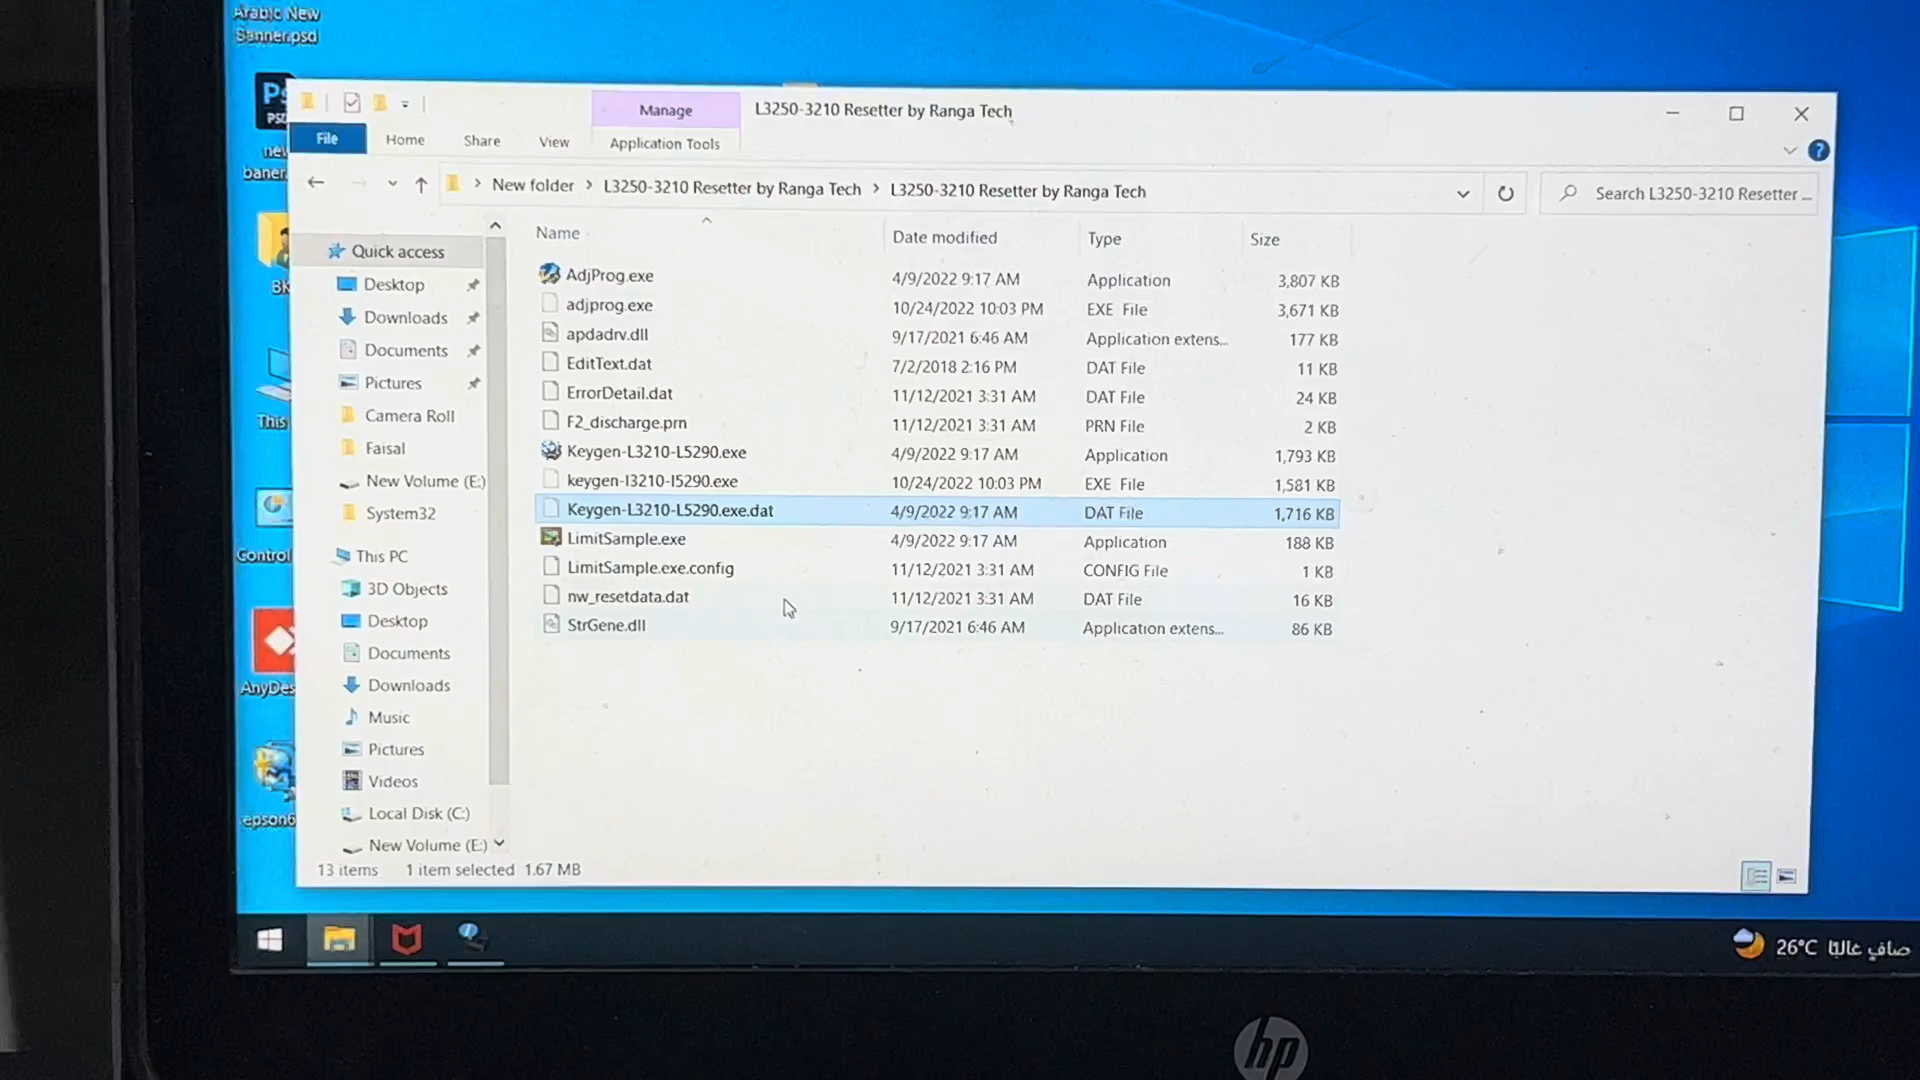 Arabic New
Banner.psd
Manage
L3250-3210 Resetter by Ranga Tech
File
Home
Share
View
Application Tools
New folder > L3250-3210 Resetter by Ranga Tech > L3250-3210 Resetter by Ranga Tech
Search L3250-3210 Resetter ...
Name
Date modified
Type
Size
AdjProg.exe 4/9/2022 9:17 AM Application 3,807 KB
adjprog.exe 10/24/2022 10:03 PM EXE File 3,671 KB
apdadrv.dll 9/17/2021 6:46 AM Application extens... 177 KB
EditText.dat 7/2/2018 2:16 PM DAT File 11 KB
ErrorDetail.dat 11/12/2021 3:31 AM DAT File 24 KB
F2_discharge.prn 11/12/2021 3:31 AM PRN File 2 KB
Keygen-L3210-L5290.exe 4/9/2022 9:17 AM Application 1,793 KB
keygen-l3210-l5290.exe 10/24/2022 10:03 PM EXE File 1,581 KB
Keygen-L3210-L5290.exe.dat 4/9/2022 9:17 AM DAT File 1,716 KB
LimitSample.exe 4/9/2022 9:17 AM Application 188 KB
LimitSample.exe.config 11/12/2021 3:31 AM CONFIG File 1 KB
nw_resetdata.dat 11/12/2021 3:31 AM DAT File 16 KB
StrGene.dll 9/17/2021 6:46 AM Application extens... 86 KB
Quick access
Desktop
Downloads
Documents
Pictures
Camera Roll
Faisal
New Volume (E:)
System32
This PC
3D Objects
Desktop
Documents
Downloads
Music
Pictures
Videos
Local Disk (C:)
New Volume (E:)
13 items 1 item selected 1.67 MB
Ps
PSD
new
baner.
BK
This
Control
AnyDes
epson6
26°C صافٍ غالبًا
hp